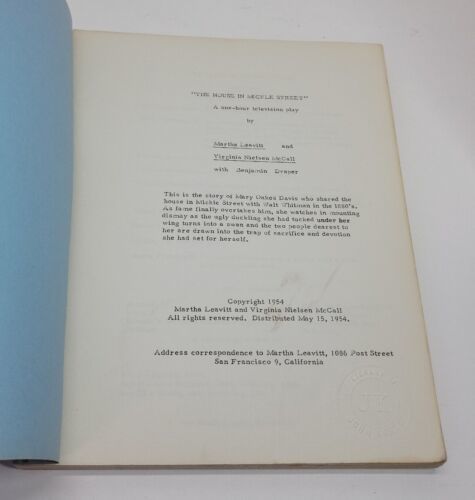 "THE HOUSE IN MICKLE STREET"
A one-hour television play
by
Martha Leavitt and
Virginia Nielsen McCall
with Benjamin Draper
This is the story of Mary Oakes Davis who shared the
house in Mickle Street with Walt Whitman in the 1880's.
As fame finally overtakes him, she watches in mounting
dismay as the ugly duckling she had tucked under her
wing turns into a swan and the two people dearest to
her are drawn into the trap of sacrifice and devotion
she had set for herself.
Copyright 1954
Martha Leavitt and Virginia Nielsen McCall
All rights reserved. Distributed May 15, 1954.
Address correspondence to Martha Leavitt, 1086 Post Street
San Francisco 9, California
LIBRARY OF